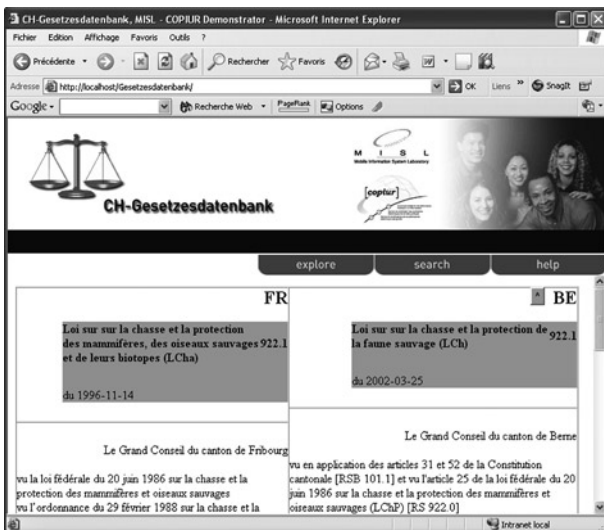 CH-Gesetzesdatenbank, MISL - COPIUR Demonstrator - Microsoft Internet Explorer
Fichier Edition Affichage Favoris Outils ?
Précédente Rechercher Favoris
Adresse http://localhost/Gesetzesdatenbank/ OK Liens » SnagIt
Google Recherche Web PageRank Options
M I S L
Mobile Information System Laboratory
[copiur]
CH-Gesetzesdatenbank
explore search help
FR
Loi sur sur la chasse et la protection
des mammifères, des oiseaux sauvages 922.1
et de leurs biotopes (LCha)
du 1996-11-14
Le Grand Conseil du canton de Fribourg
vu la loi fédérale du 20 juin 1986 sur la chasse et la
protection des mammifères et oiseaux sauvages
vu l'ordonnance du 29 février 1988 sur la chasse et la
^ BE
Loi sur sur la chasse et la protection de 922.1
la faune sauvage (LCh)
du 2002-03-25
Le Grand Conseil du canton de Berne
vu en application des articles 31 et 52 de la Constitution
cantonale [RSB 101.1] et vu l'article 25 de la loi fédérale du 20
juin 1986 sur la chasse et la protection des mammifères et
oiseaux sauvages (LChP) [RS 922.0]
Intranet local